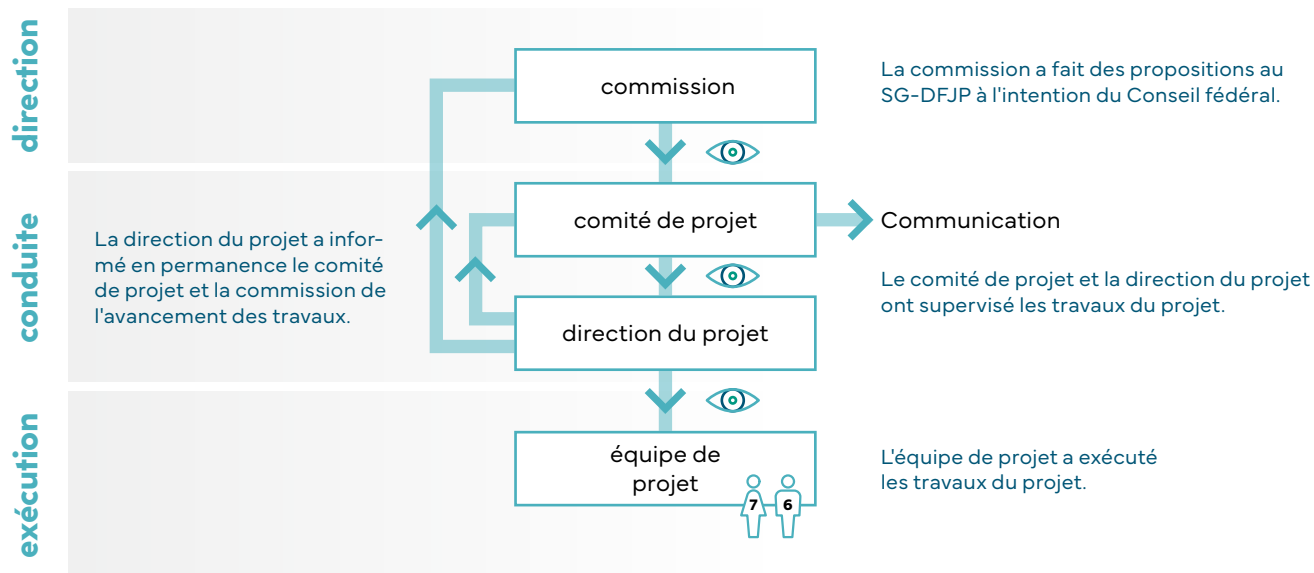 direction
commission
La commission a fait des propositions au
SG-DFJP à l'intention du Conseil fédéral.
conduite
La direction du projet a infor-
mé en permanence le comité
de projet et la commission de
l'avancement des travaux.
comité de projet
Communication
Le comité de projet et la direction du projet
ont supervisé les travaux du projet.
direction du projet
exécution
équipe de
projet
7 6
L'équipe de projet a exécuté
les travaux du projet.